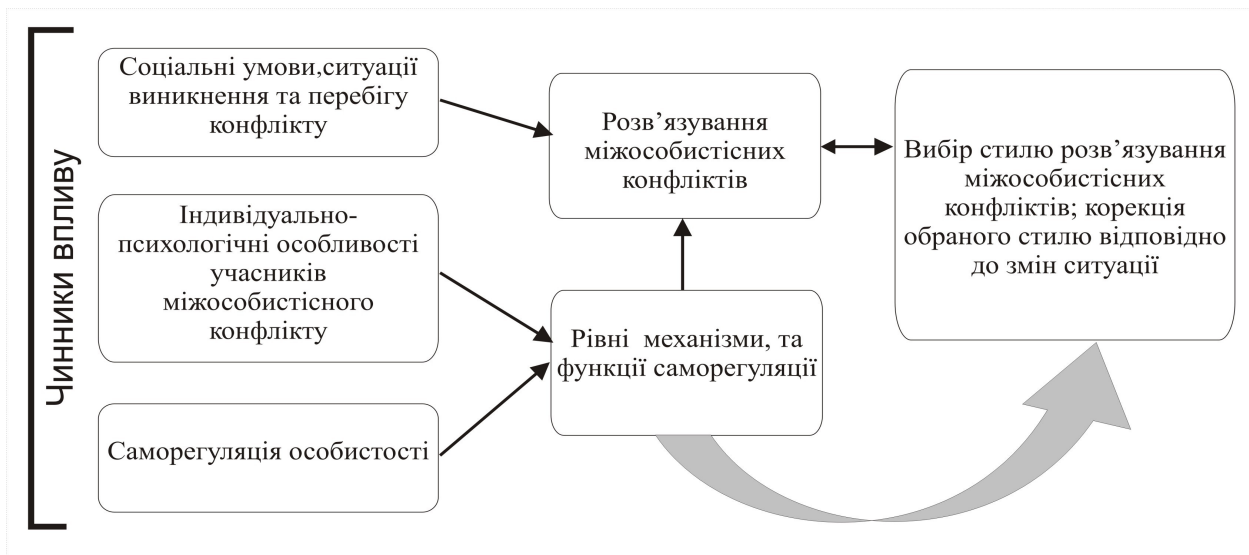 Чинники впливу
Соціальні умови,ситуації
виникнення та перебігу
конфлікту
Індивідуально-
психологічні особливості
учасників
міжособистісного
конфлікту
Саморегуляція особистості
Розв’язування
міжособистісних
конфліктів
Рівні механізми, та
функції саморегуляції
Вибір стилю розв’язування
міжособистісних
конфліктів; корекція
обраного стилю відповідно
до змін ситуації